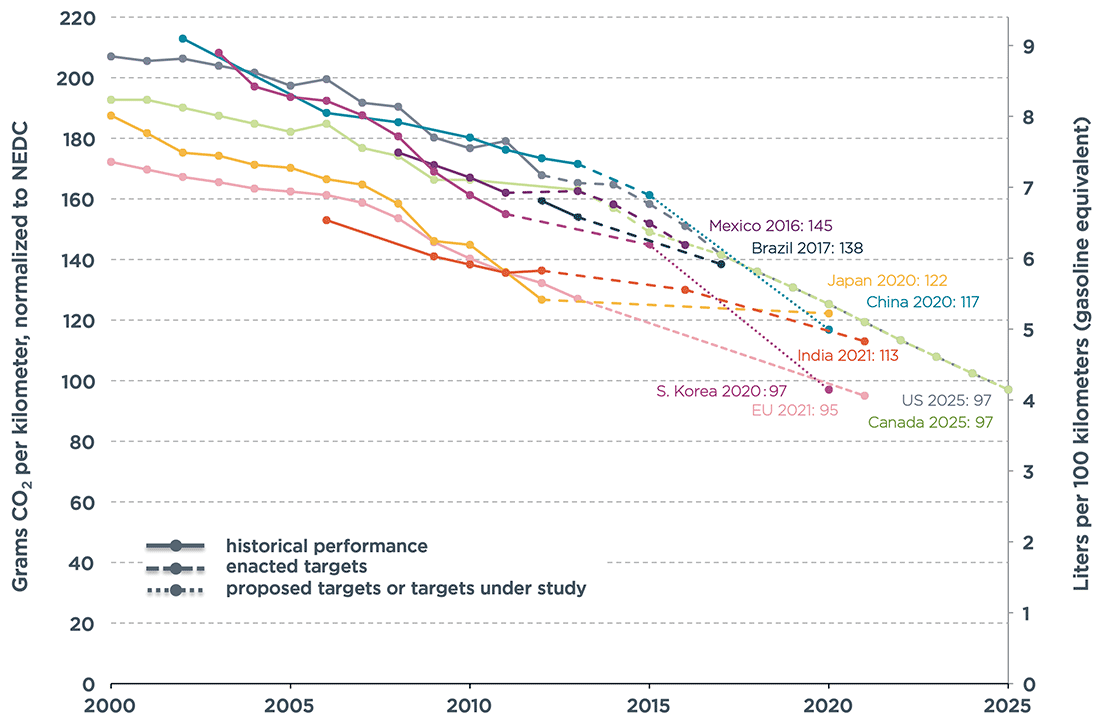 Grams CO2 per kilometer, normalized to NEDC
220
200
180
160
140
120
100
80
60
40
20
0
2000
2005
2010
2015
2020
2025
9
8
7
6
5
4
3
2
1
0
Liters per 100 kilometers (gasoline equivalent)
Mexico 2016: 145
Brazil 2017: 138
Japan 2020: 122
China 2020: 117
India 2021: 113
S. Korea 2020: 97
EU 2021: 95
US 2025: 97
Canada 2025: 97
historical performance
enacted targets
proposed targets or targets under study